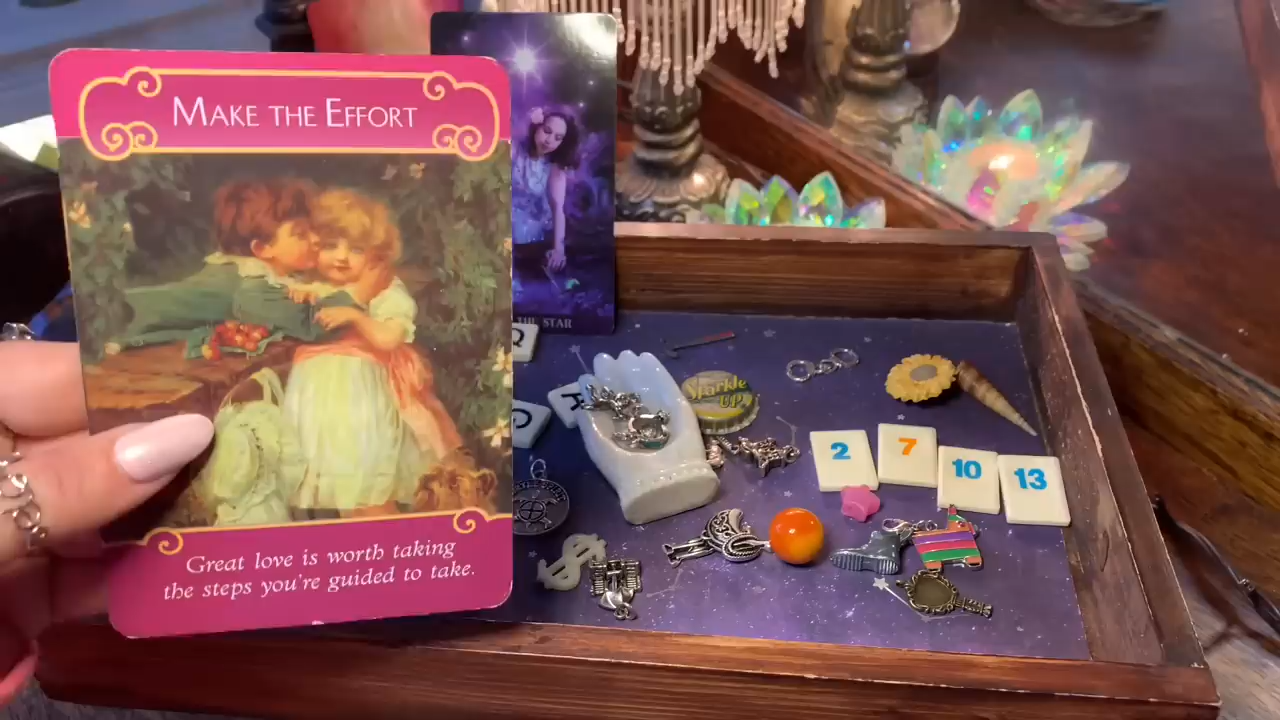 MAKE THE EFFORT
Great love is worth taking
the steps you're guided to take.
THE STAR
Q
A
Q
Sparkle
UP
2
7
10
13
$